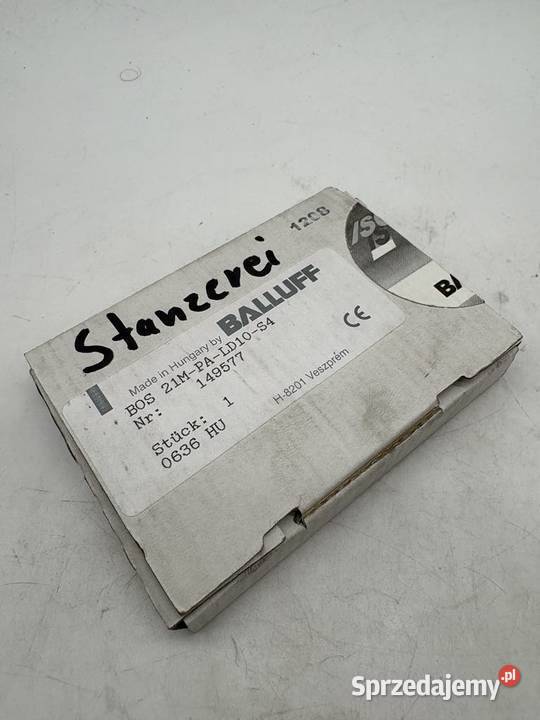 Stanzerei
1208
ISO
BA
Made in Hungary by BALLUFF
BOS 21M-PA-LD10-S4
Nr: 149577
Stück: 1
0636 HU
CE
H-8201 Veszprém
Sprzedajemy.pl